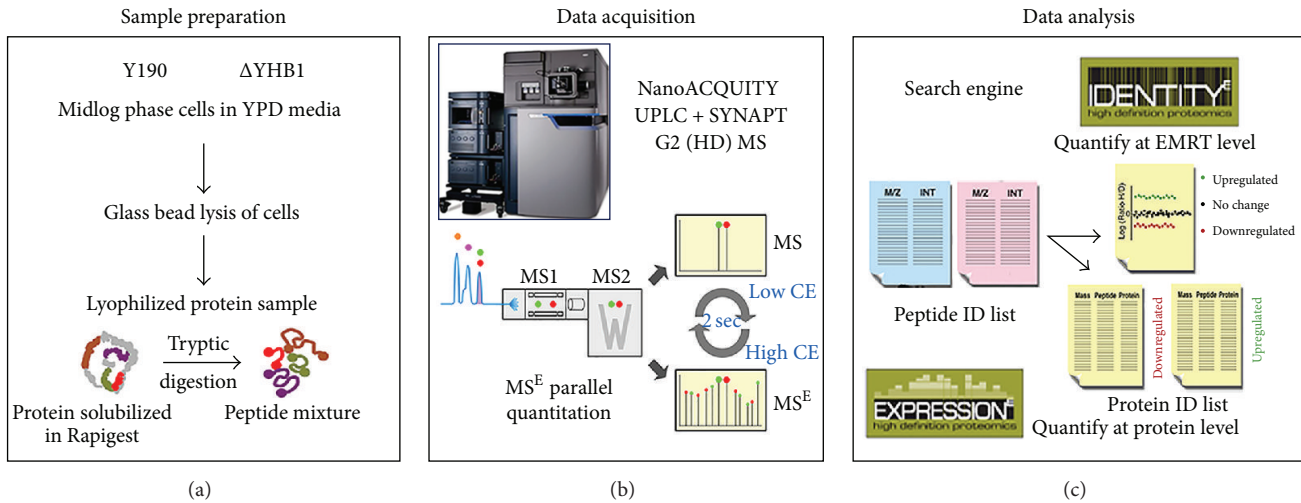 Sample preparation
Y190 ΔYHB1
Midlog phase cells in YPD media
Glass bead lysis of cells
Lyophilized protein sample
Tryptic
digestion
Protein solubilized
in Rapigest
Peptide mixture
(a)
Data acquisition
NanoACQUITY
UPLC + SYNAPT
G2 (HD) MS
MS1
MS2
W
MS
Low CE
2 sec
High CE
MS^E
MS^E parallel
quantitation
(b)
Data analysis
Search engine
IDENTITY^E
high definition proteomics
Quantify at EMRT level
M/Z INT
M/Z INT
Peptide ID list
Log (Ratio H/D)
0
Upregulated
No change
Downregulated
Mass Peptide Protein
Downregulated
Mass Peptide Protein
Upregulated
Protein ID list
Quantify at protein level
EXPRESSION^E
high definition proteomics
(c)